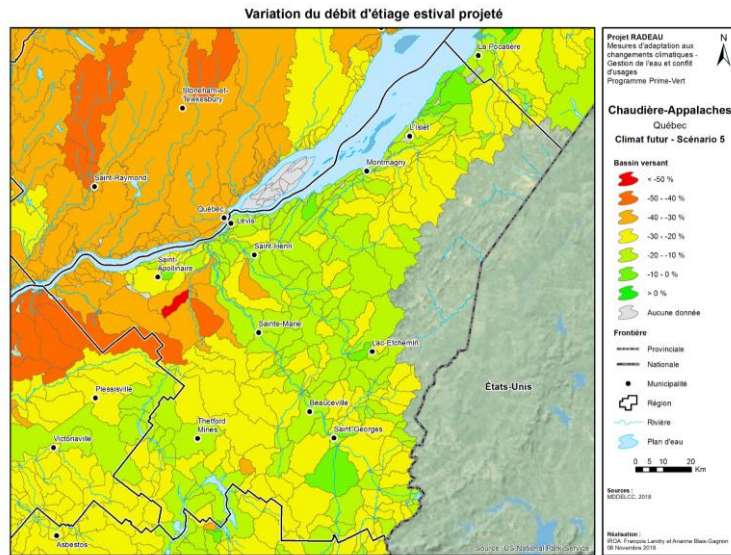 Variation du débit d'étiage estival projeté
La Pocatière
Stoneham-et-
Tewkesbury
L'Islet
Saint-Raymond
Montmagny
Québec
Lévis
Saint-Henri
Saint-
Apollinaire
Sainte-Marie
Lac-Etchemin
États-Unis
Plessisville
Beauceville
Thetford
Mines
Saint-Georges
Victoriaville
Asbestos
Source : US National Park Service
Projet RADEAU
Mesures d'adaptation aux
changements climatiques -
Gestion de l'eau et conflit
d'usages
Programme Prime-Vert
N
Chaudière-Appalaches
Québec
Climat futur - Scénario 5
Bassin versant
< -50 %
-50 - -40 %
-40 - -30 %
-30 - -20 %
-20 - -10 %
-10 - 0 %
> 0 %
Aucune donnée
Frontière
Provinciale
Nationale
Municipalité
Région
Rivière
Plan d'eau
0 5 10 20
Km
Sources :
MDDELCC, 2016
Réalisation :
IRDA: François Landry et Arianne Blais-Gagnon
08 Novembre 2018